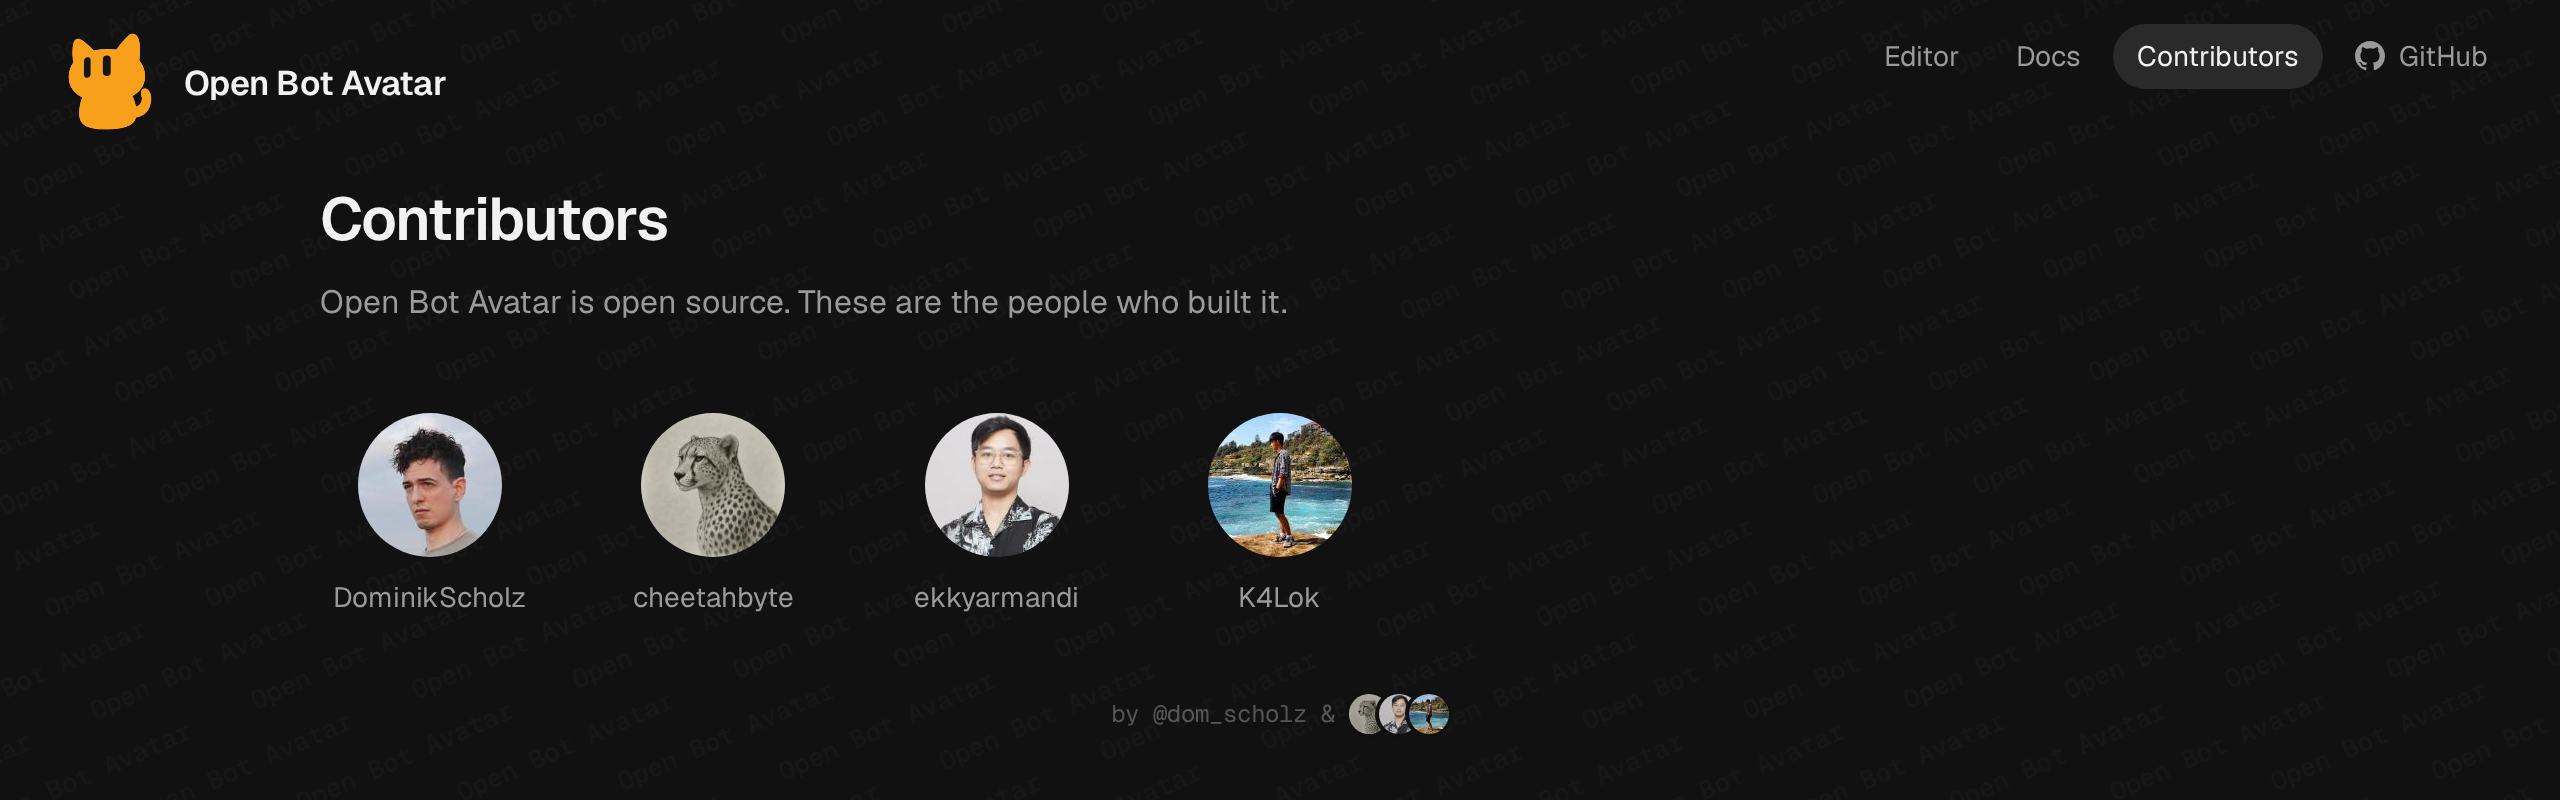 Open Bot Avatar
Editor
Docs
Contributors
GitHub
Contributors
Open Bot Avatar is open source. These are the people who built it.
DominikScholz
cheetahbyte
ekkyarmandi
K4Lok
by @dom_scholz &